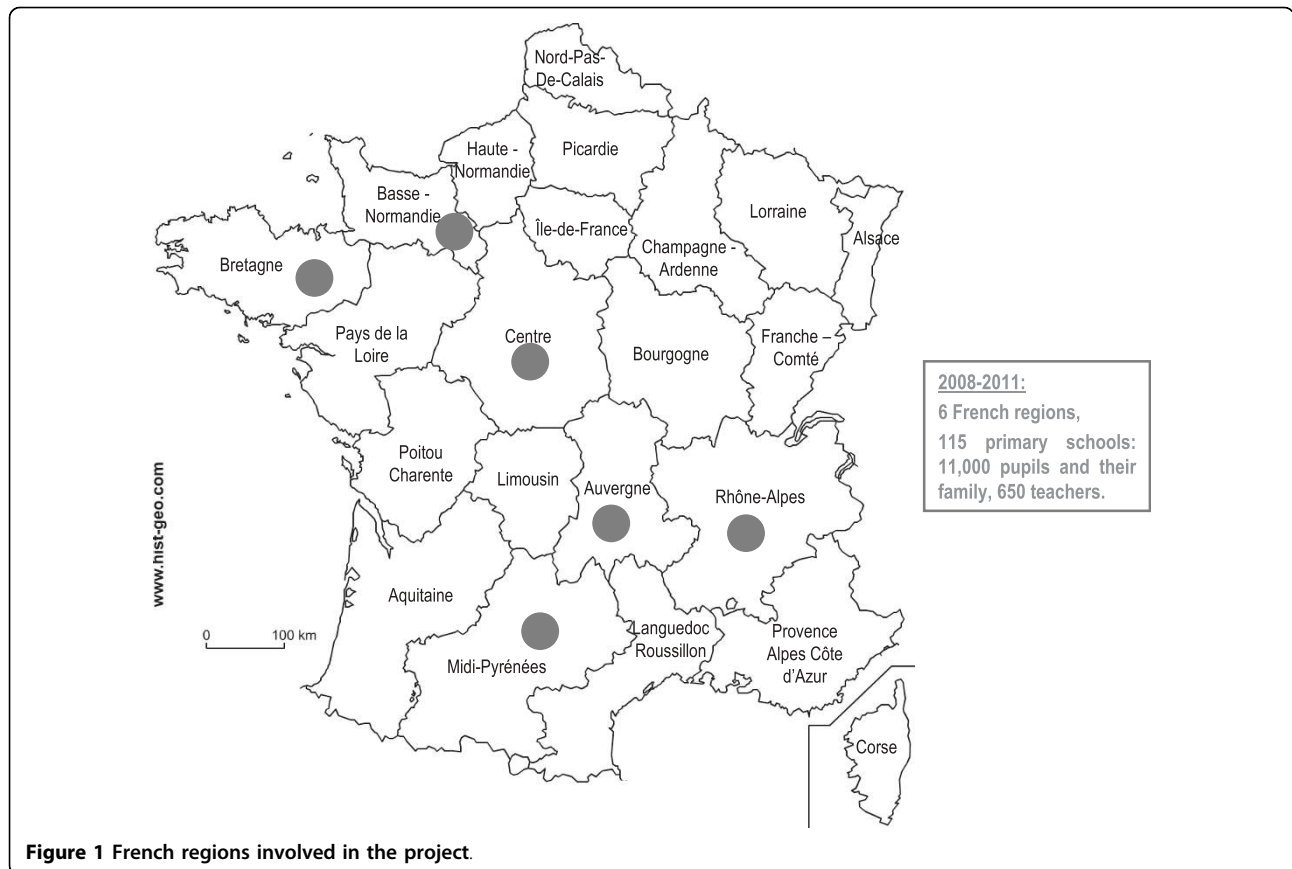 Nord-Pas-
De-Calais
Haute -
Normandie
Picardie
Basse -
Normandie
Île-de-France
Lorraine
Alsace
Champagne -
Ardenne
Bretagne
Pays de la
Loire
Centre
Bourgogne
Franche –
Comté
2008-2011:
6 French regions,
115 primary schools:
11,000 pupils and their
family, 650 teachers.
Poitou
Charente
Limousin
Auvergne
Rhône-Alpes
www.hist-geo.com
Aquitaine
0 100 km
Midi-Pyrénées
Languedoc
Roussillon
Provence
Alpes Côte
d'Azur
Corse
Figure 1 French regions involved in the project.